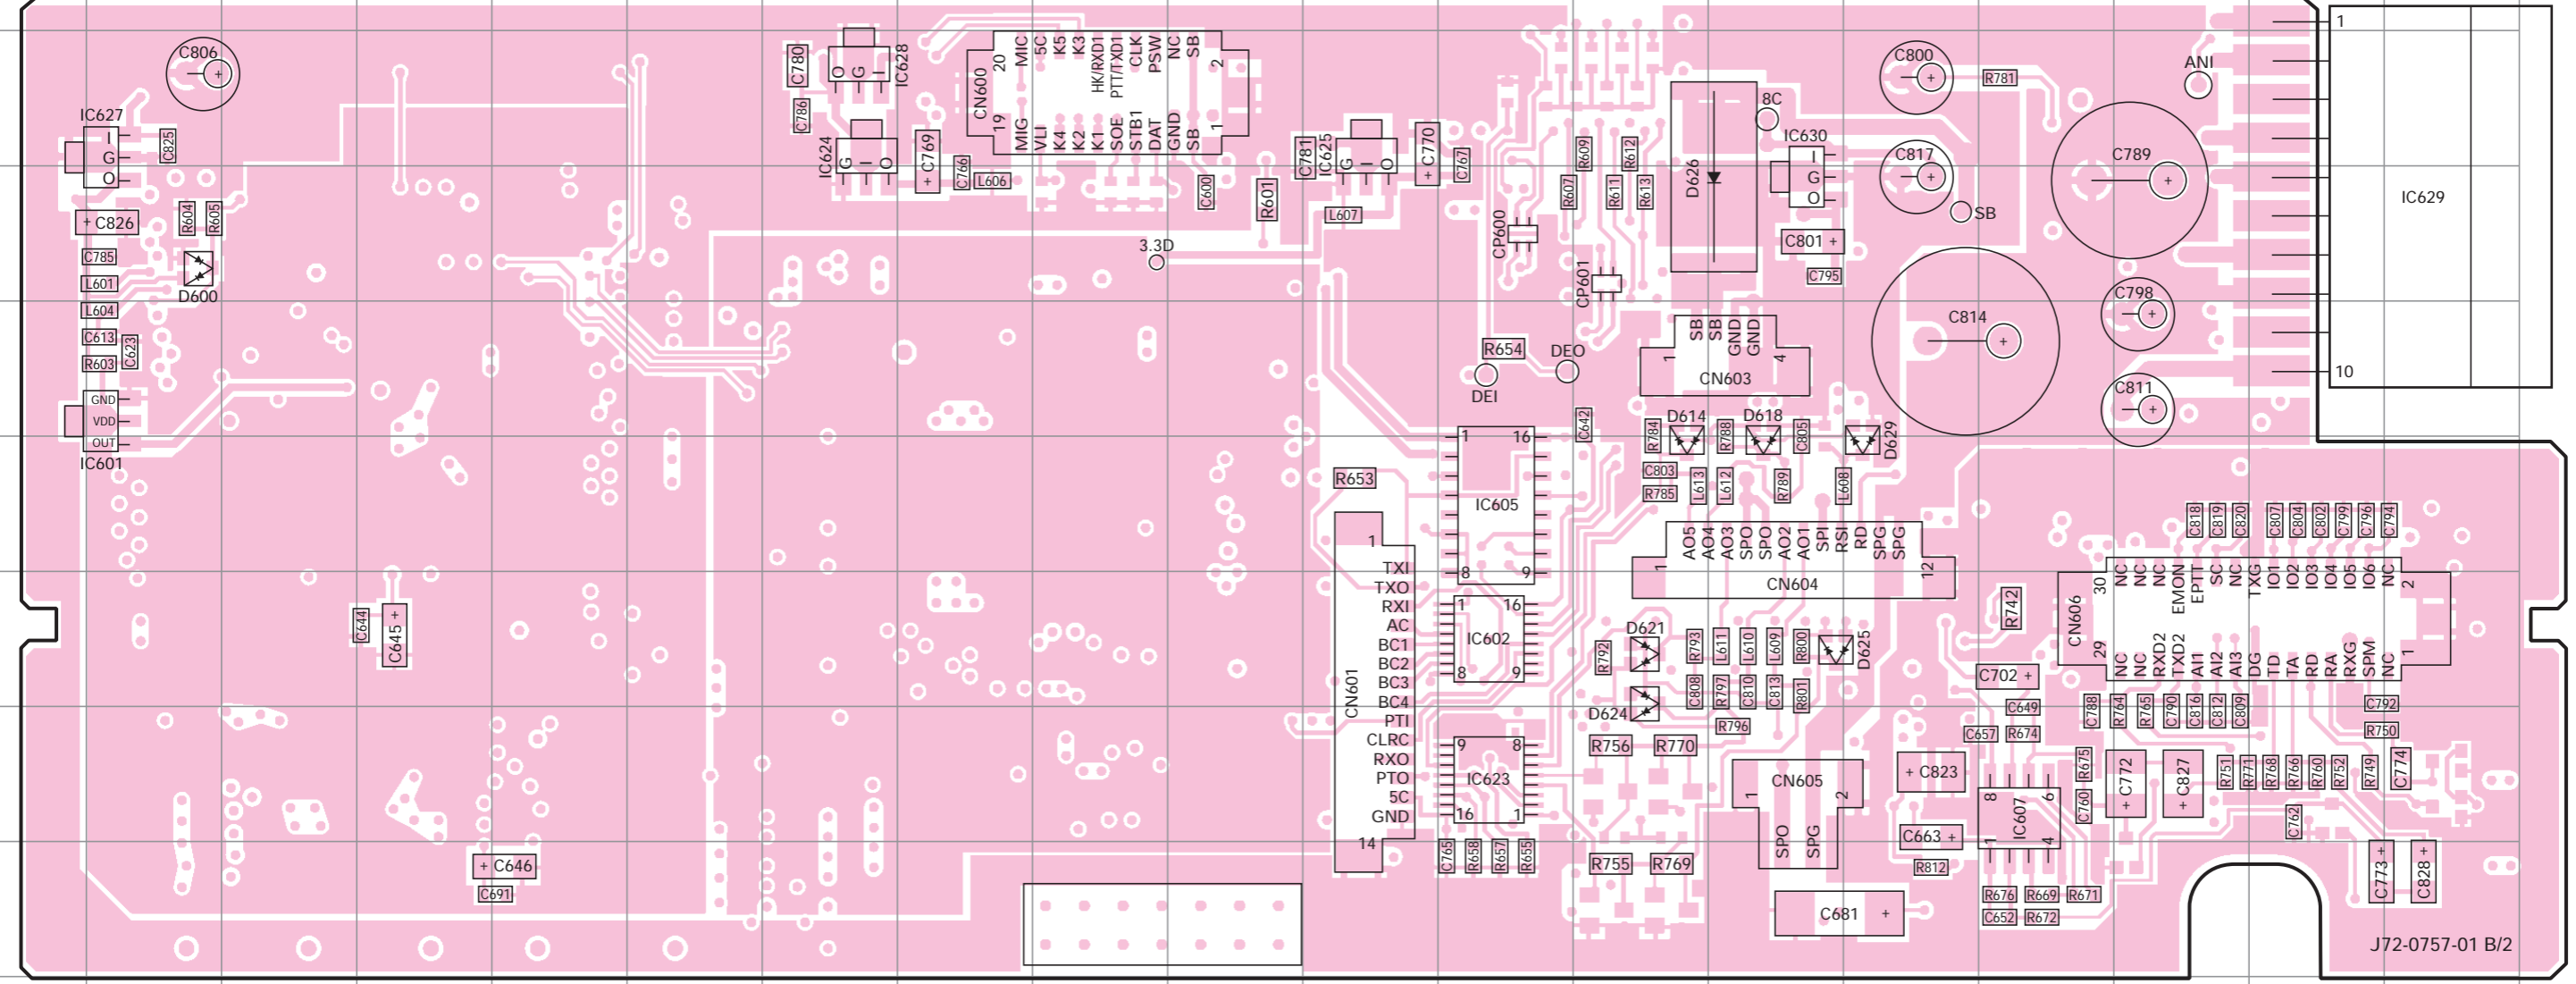 C806
+
IC627
I
G
O
C825
+ C826
R604
R605
C785
L601
D600
L604
C613
C623
R603
GND
VDD
OUT
IC601
C780
O G I
IC628
C786
IC624
G I O
C769
+
C766
L606
CN600
20
19
MIC 5C K5 K3 HK/RXD1 PTT/TXD1 CLK PSW NC SB
2
MIG VLI K4 K2 K1 SOE STB1 DAT GND SB
1
C600
R601
C781
IC625
G I O
L607
C770
+
C767
3.3D
CP600
CP601
R609
R612
R607
R611
R613
D626
8C
IC630
I
G
O
C801 +
C795
C800
+
R781
C817
+
SB
C789
+
ANI
1
IC629
10
C814
+
C798
+
C811
+
R654
DEO
DEI
SB SB GND GND
1
4
CN603
C642
R784
D614
R788
D618
C805
D629
C803
R785
L613
L612
R789
L608
R653
1
16
IC605
8
9
AO5 AO4 AO3 SPO SPO AO2 AO1 SPI RSI RD SPG SPG
1
12
CN604
CN601
1
TXI
TXO
RXI
AC
BC1
BC2
BC3
BC4
PTI
CLRC
RXO
PTO
5C
GND
14
1
16
IC602
8
9
9
8
IC623
16
1
C765
R658
R657
R655
C644
C645 +
+ C646
C691
D621
R792
D624
R793
L611
L610
L609
R800
D625
C808
R797
C810
C813
R801
R796
R756
R770
R755
R769
CN605
1
2
SPO
SPG
C681 +
R742
C702 +
C649
C657
R674
+ C823
C663 +
R812
8
6
IC607
1
4
R675
C760
R676
R669
R671
C652
R672
C818
C819
C820
C807
C804
C802
C799
C796
C794
CN606
30
29
NC NC NC EMON EPTT SC NC TXG IO1 IO2 IO3 IO4 IO5 IO6 NC
2
NC NC RXD2 TXD2 AI1 AI2 AI3 DG TD TA RD RA RXG SPM NC
1
C788
R764
R765
C790
C816
C812
C809
C792
R750
C772
+
C827
+
R751
R771
R768
R766
R760
R752
R749
C774
C762
C773 +
C828 +
J72-0757-01 B/2